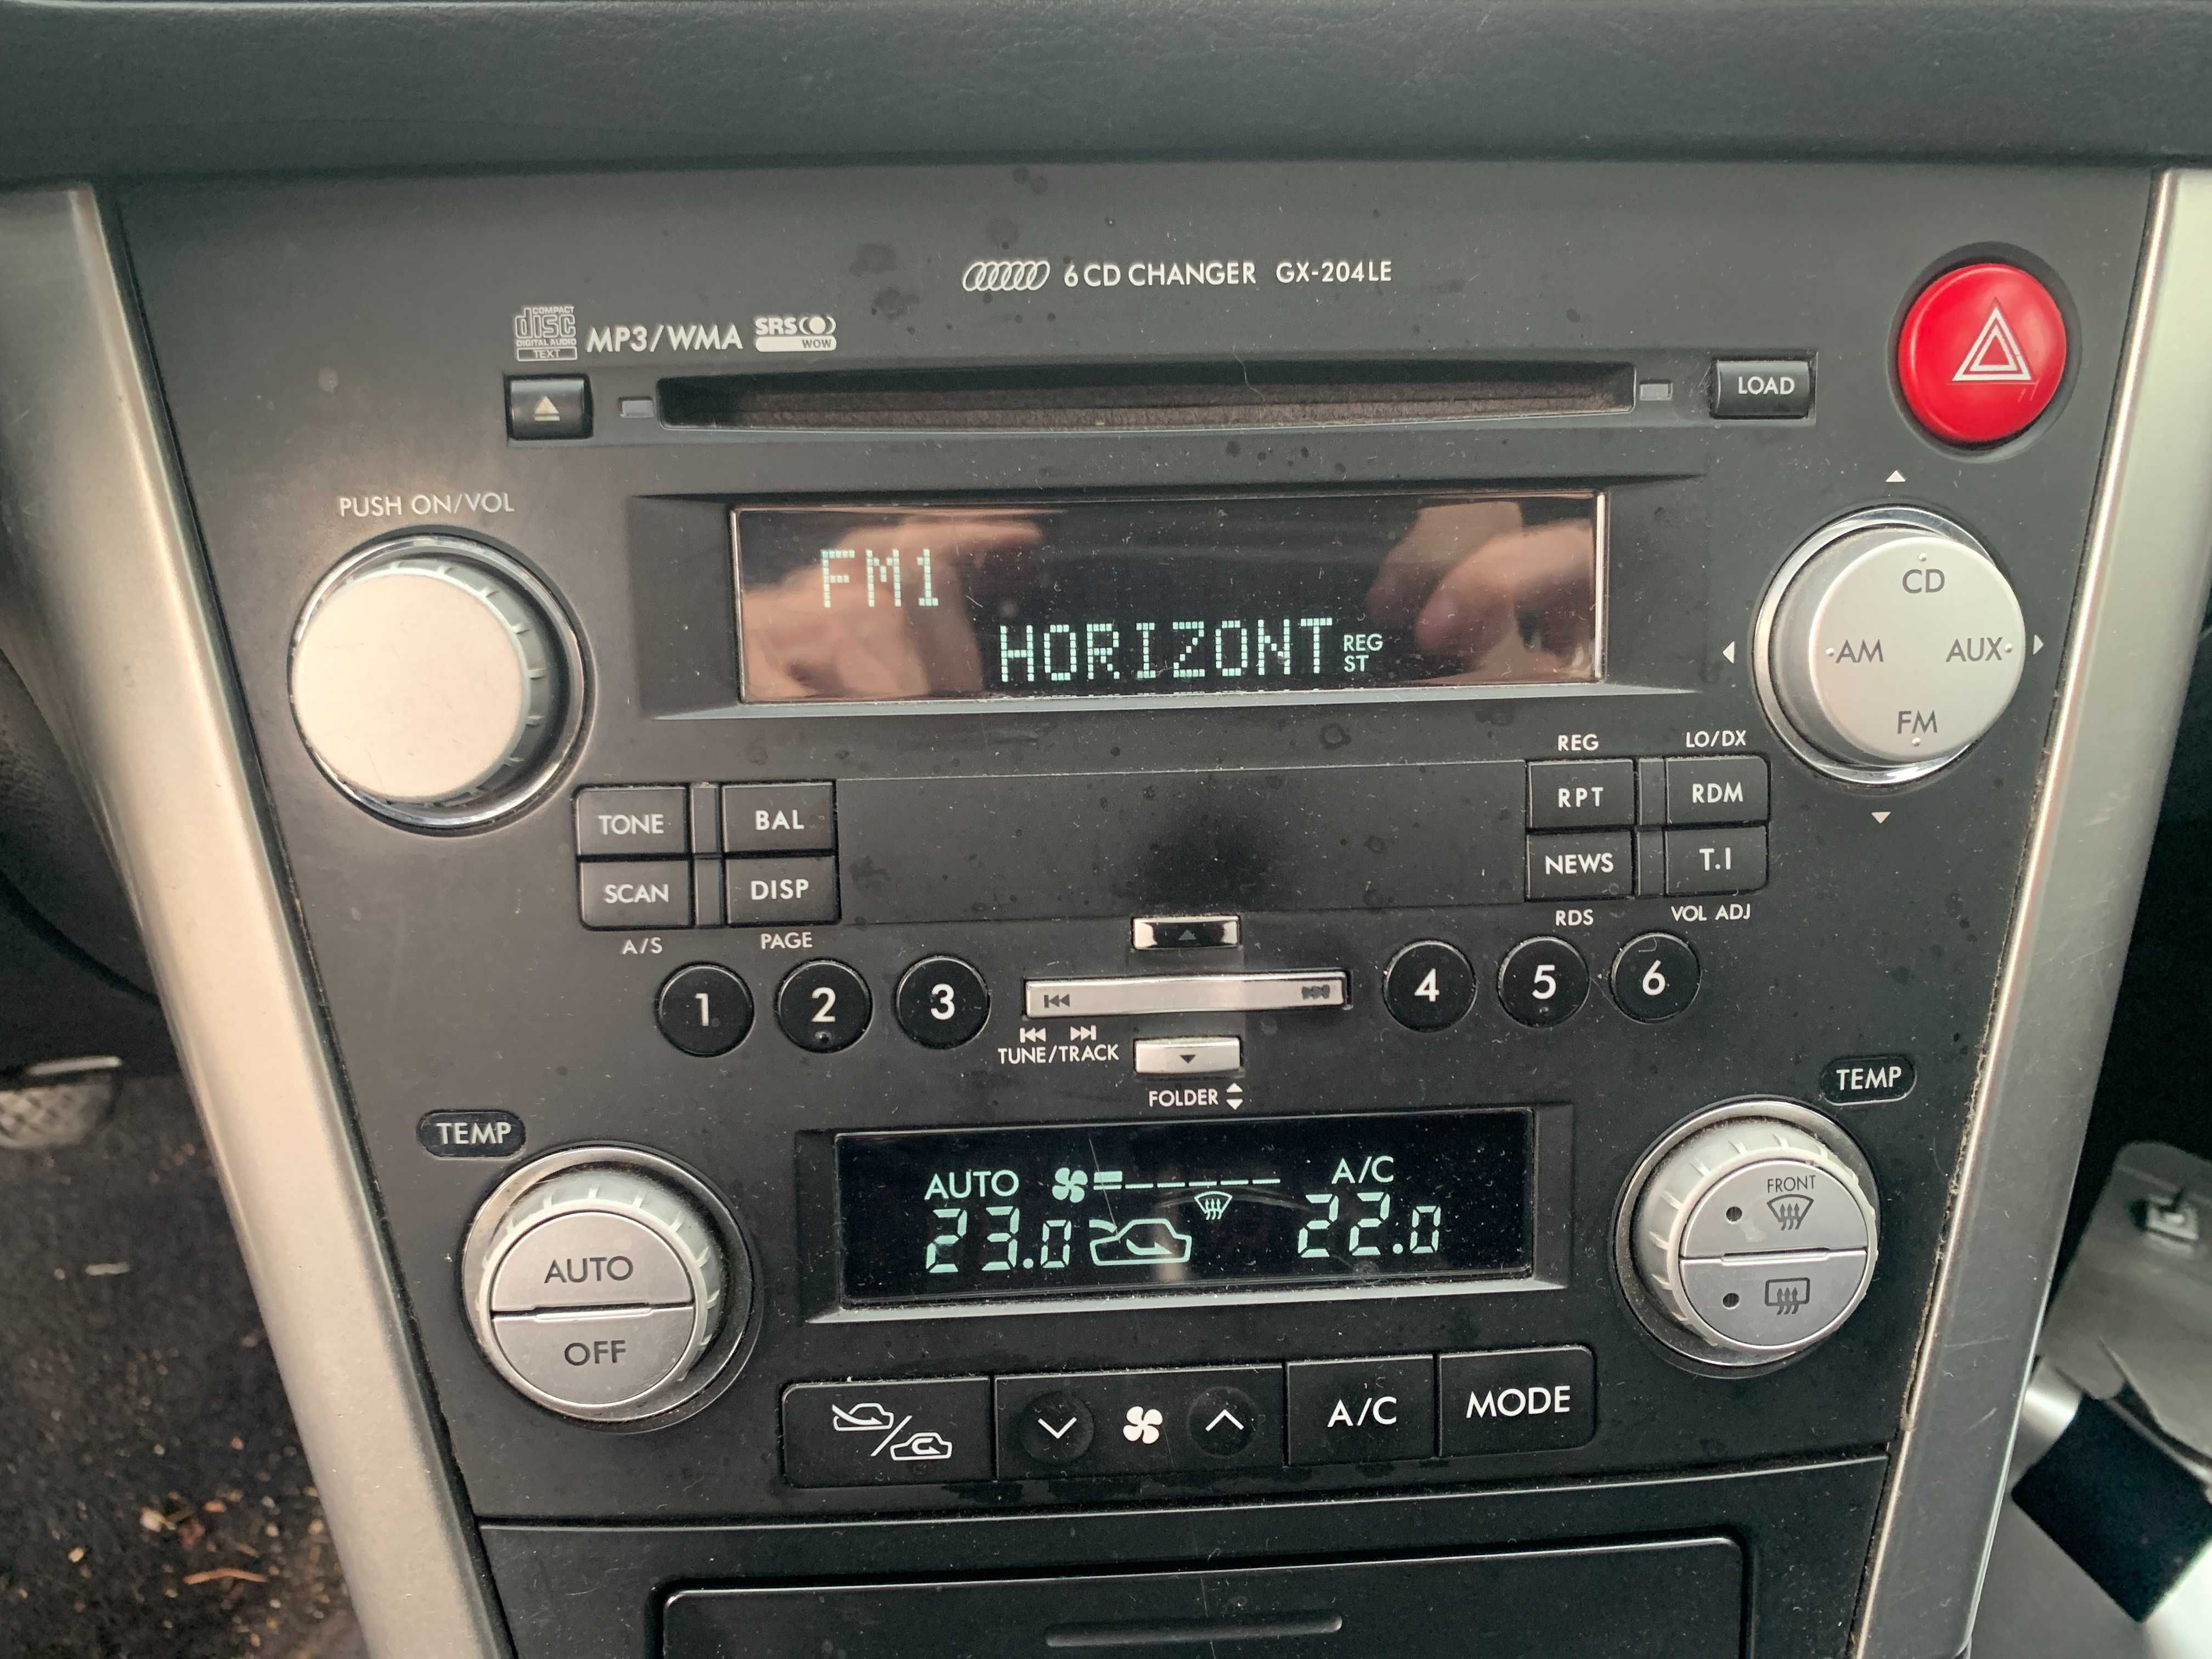 6 CD CHANGER GX-204LE
COMPACT
disc
DIGITAL AUDIO
TEXT
MP3/WMA
SRS
WOW
LOAD
PUSH ON/VOL
FM1
HORIZONT
REG
ST
CD
AM
AUX
FM
REG
LO/DX
TONE
BAL
RPT
RDM
SCAN
DISP
NEWS
T.I
A/S
PAGE
RDS
VOL ADJ
1
2
3
4
5
6
TUNE/TRACK
FOLDER
TEMP
TEMP
AUTO
A/C
23.0
22.0
AUTO
OFF
FRONT
A/C
MODE